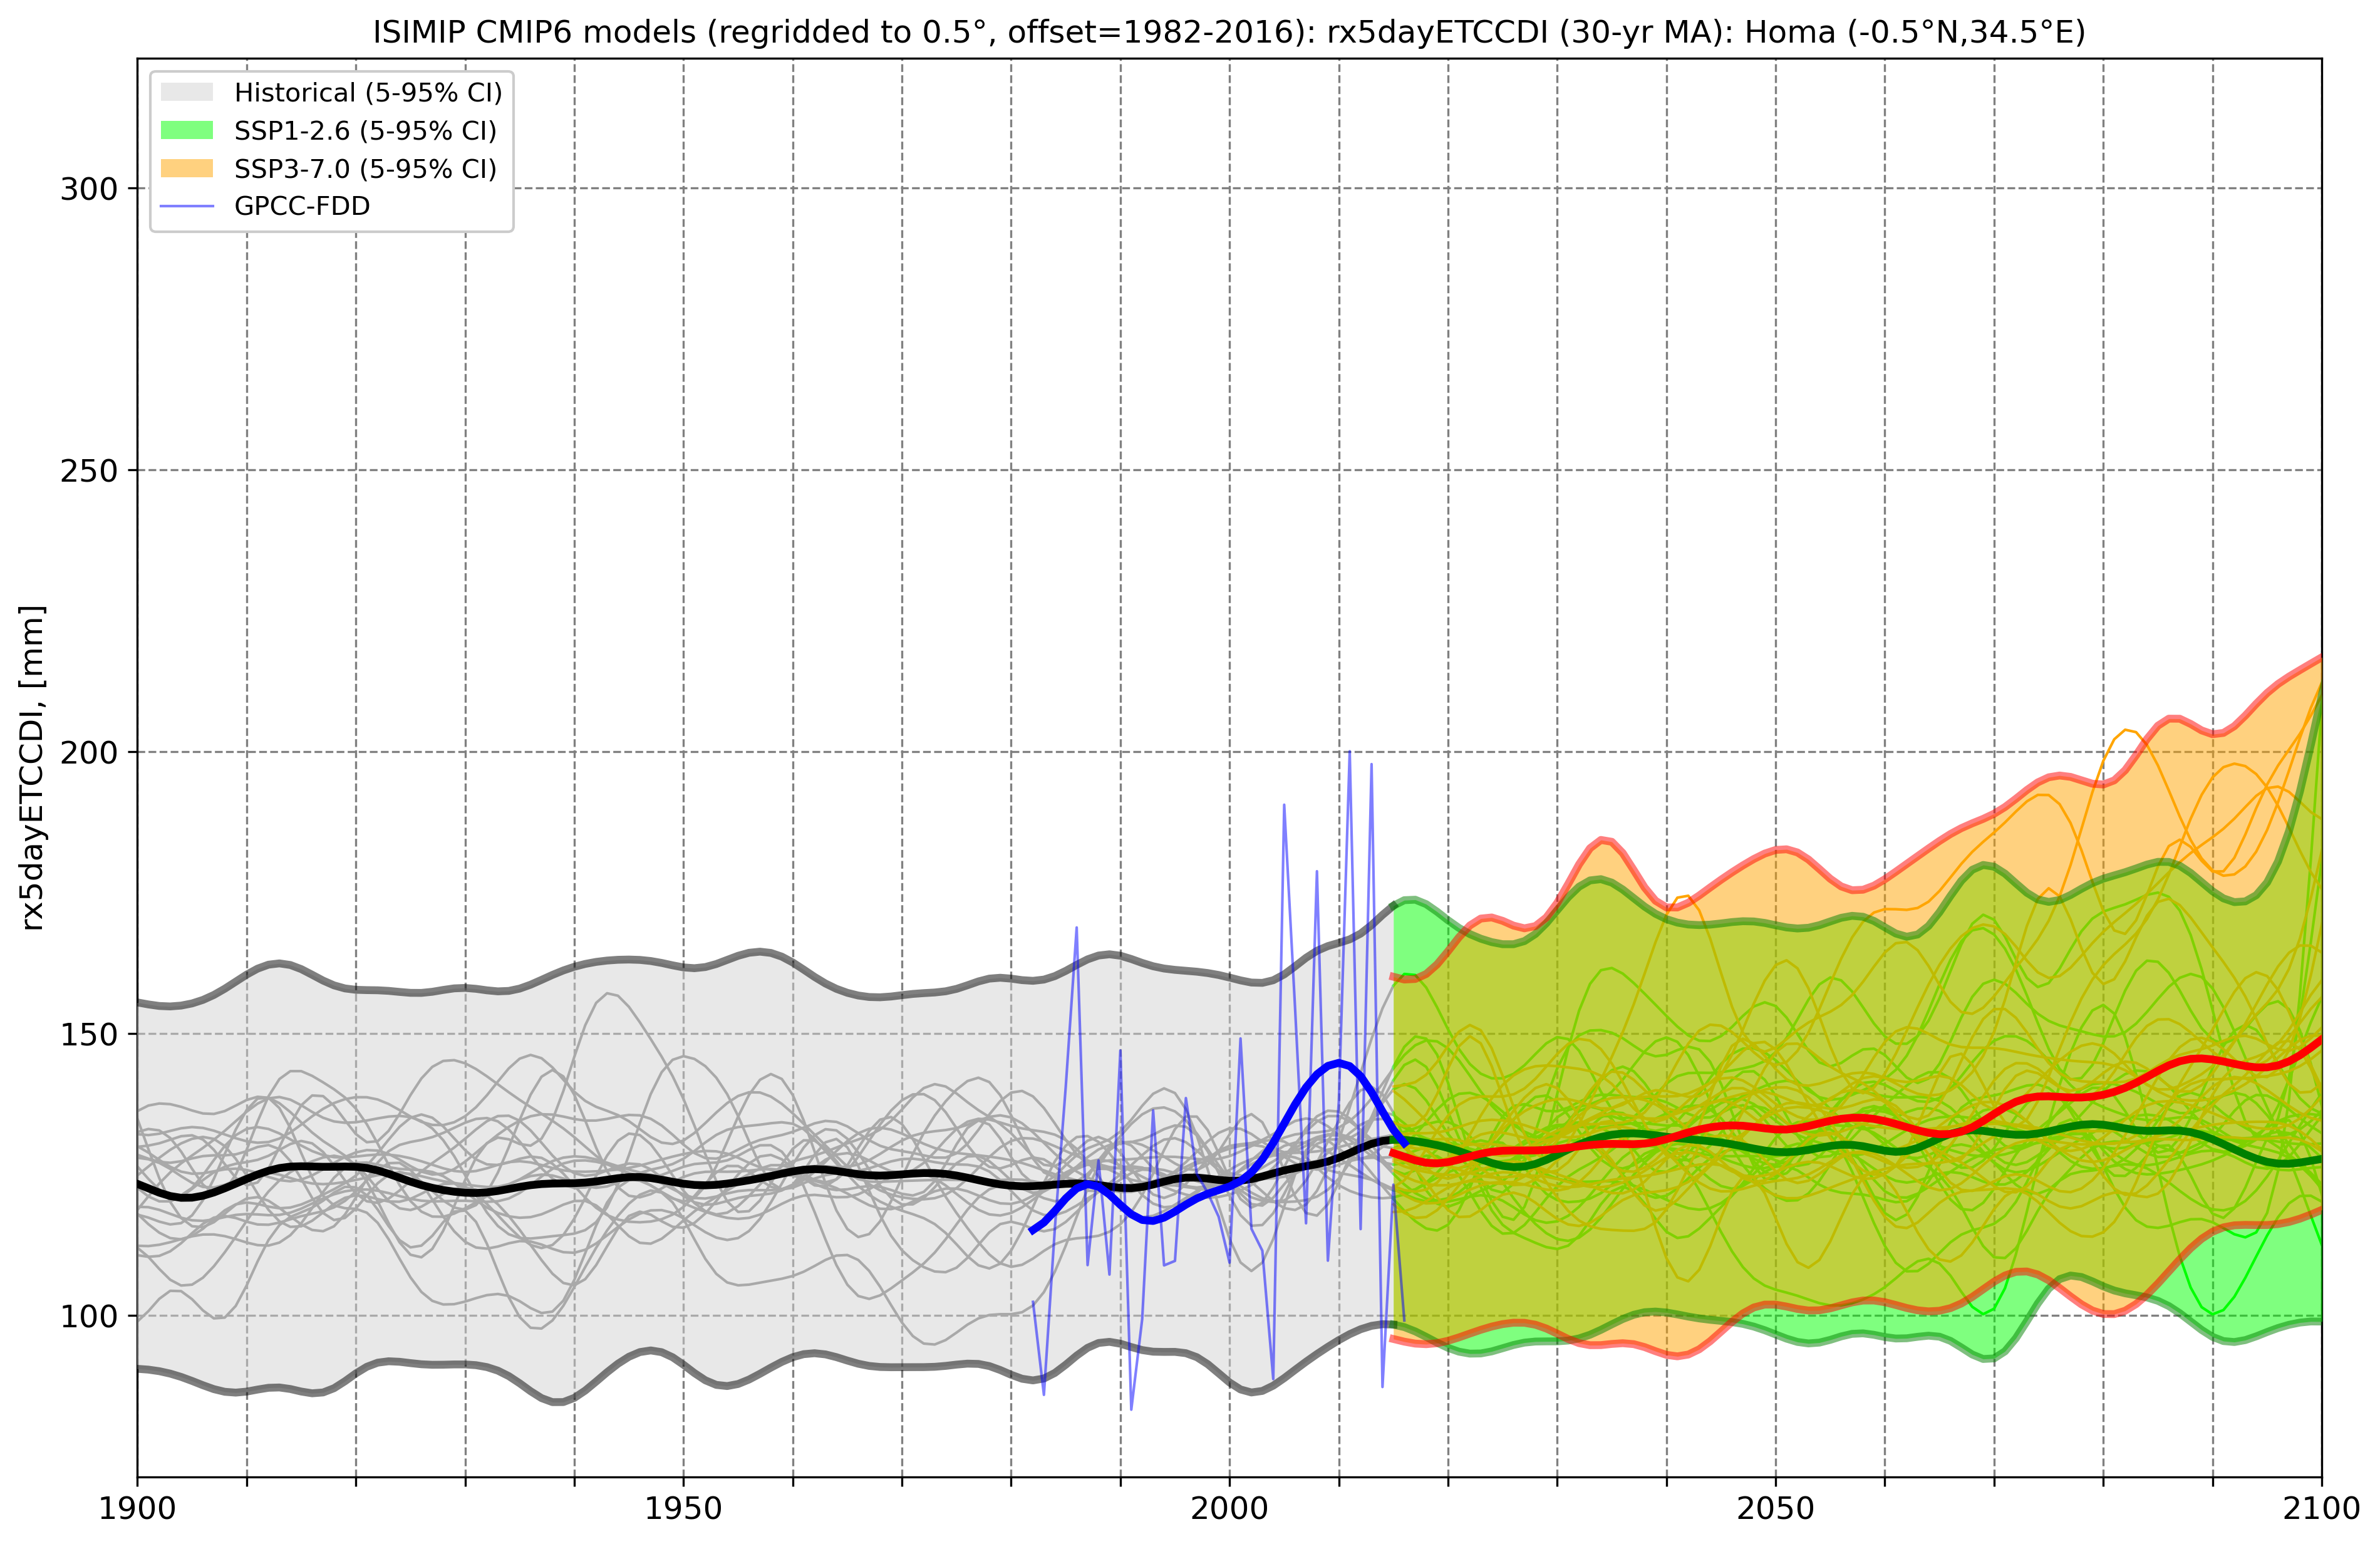 ISIMIP CMIP6 models (regridded to 0.5°, offset=1982-2016): rx5dayETCCDI (30-yr MA): Homa (-0.5°N,34.5°E)
Historical (5-95% CI)
SSP1-2.6 (5-95% CI)
SSP3-7.0 (5-95% CI)
GPCC-FDD
rx5dayETCCDI, [mm]
300
250
200
150
100
1900
1950
2000
2050
2100